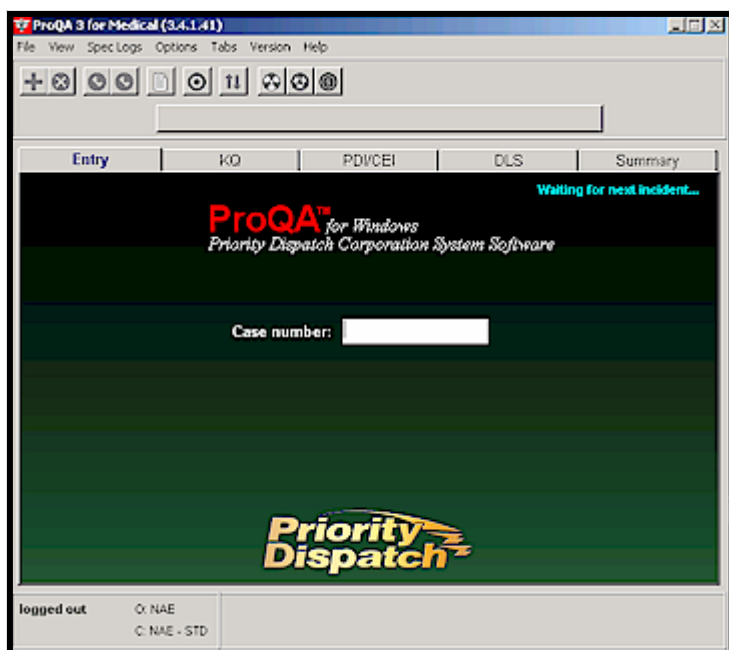 ProQA 3 for Medical (3.4.1.41)
File View Spec Logs Options Tabs Version Help
Entry KQ PDI/CEI DLS Summary
Waiting for next incident...
ProQA™ for Windows
Priority Dispatch Corporation System Software
Case number:
Priority
Dispatch
logged out O: NAE
C: NAE - STD